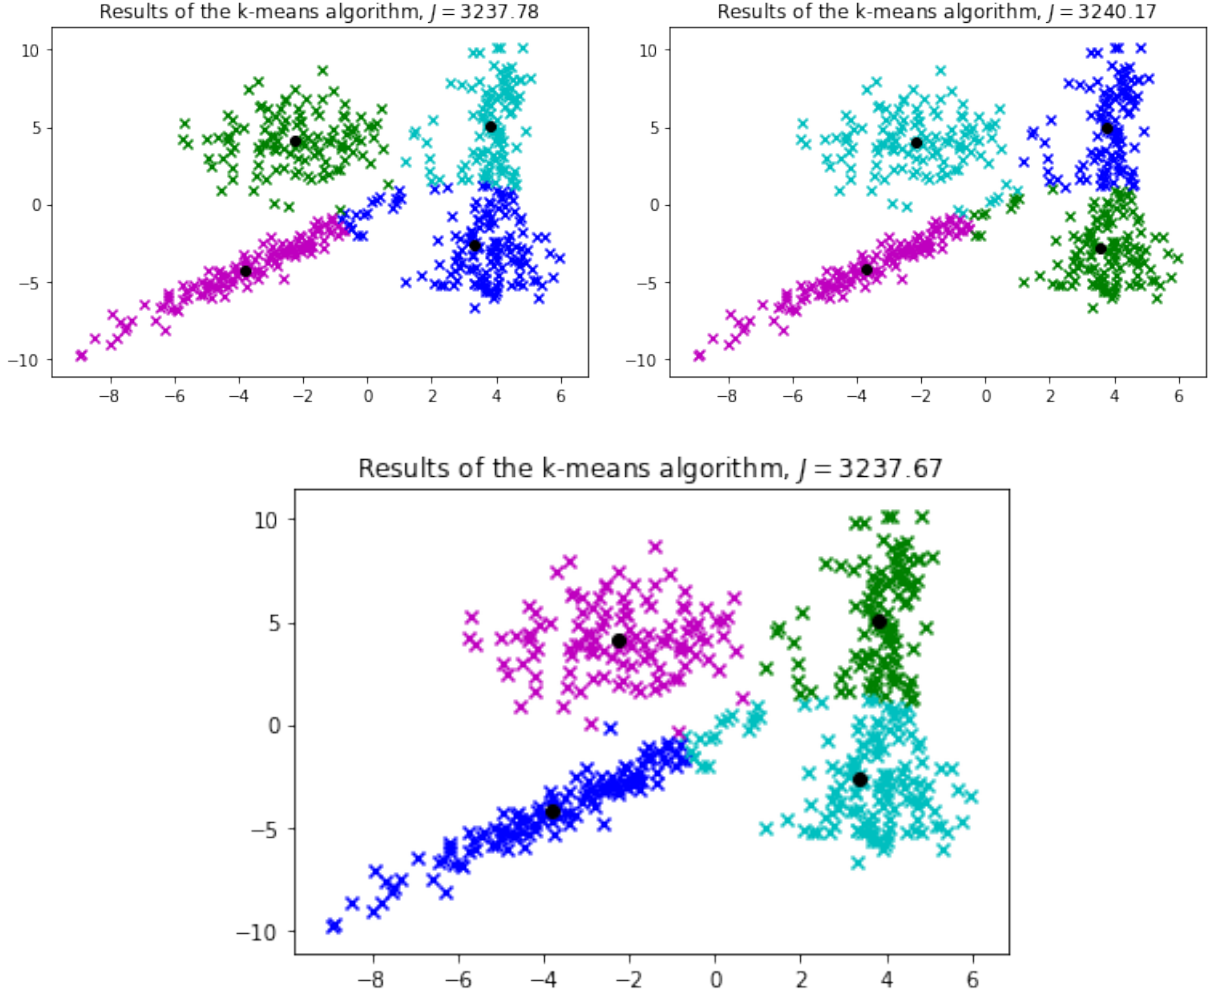 Results of the k-means algorithm, J = 3237.78
10
5
0
−5
−10
−8 −6 −4 −2 0 2 4 6
Results of the k-means algorithm, J = 3240.17
10
5
0
−5
−10
−8 −6 −4 −2 0 2 4 6
Results of the k-means algorithm, J = 3237.67
10
5
0
−5
−10
−8 −6 −4 −2 0 2 4 6